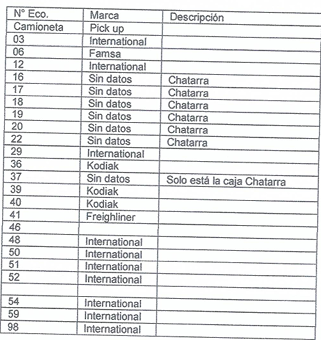 N° Eco. Marca Descripción
Camioneta Pick up
03 International
06 Famsa
12 International
16 Sin datos Chatarra
17 Sin datos Chatarra
18 Sin datos Chatarra
19 Sin datos Chatarra
20 Sin datos Chatarra
22 Sin datos Chatarra
29 International
36 Kodiak
37 Sin datos Solo está la caja Chatarra
39 Kodiak
40 Kodiak
41 Freighliner
46
48 International
50 International
51 International
52 International
54 International
59 International
98 International